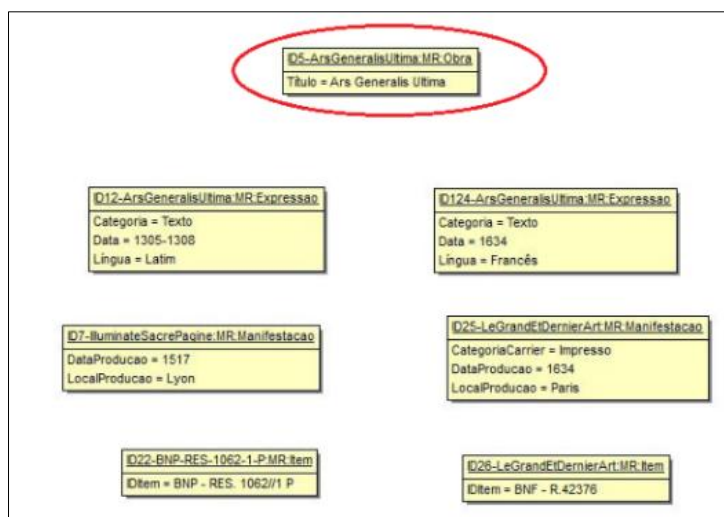 ID5-ArsGeneralisUltima:MR:Obra
Título = Ars Generalis Ultima
ID12-ArsGeneralisUltima:MR:Expressao
Categoria = Texto
Data = 1305-1308
Língua = Latim
ID124-ArsGeneralisUltima:MR:Expressao
Categoria = Texto
Data = 1634
Língua = Francês
ID7-IluminateSacrePagine:MR:Manifestacao
DataProducao = 1517
LocalProducao = Lyon
ID25-LeGrandEtDernierArt:MR:Manifestacao
CategoriaCarrier = Impresso
DataProducao = 1634
LocalProducao = Paris
ID22-BNP-RES-1062-1-P:MR:Item
IDItem = BNP - RES. 1062//1 P
ID26-LeGrandEtDernierArt:MR:Item
IDItem = BNF - R.42376